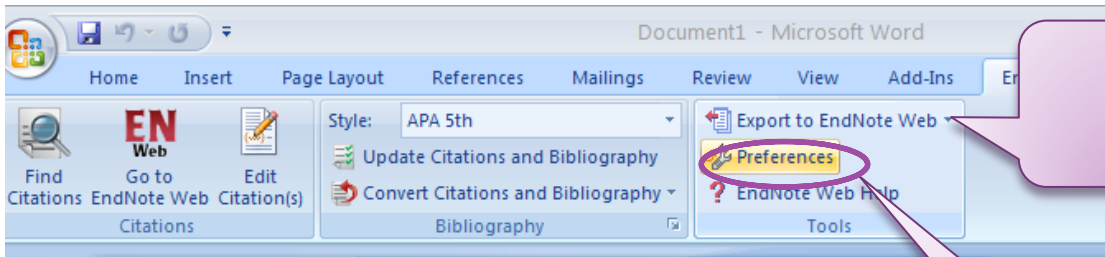 Document1 - Microsoft Word
Home Insert Page Layout References Mailings Review View Add-Ins
EN
Web
Find
Citations
Go to
EndNote Web
Edit
Citation(s)
Citations
Style: APA 5th
Update Citations and Bibliography
Convert Citations and Bibliography
Bibliography
Export to EndNote Web
Preferences
EndNote Web Help
Tools